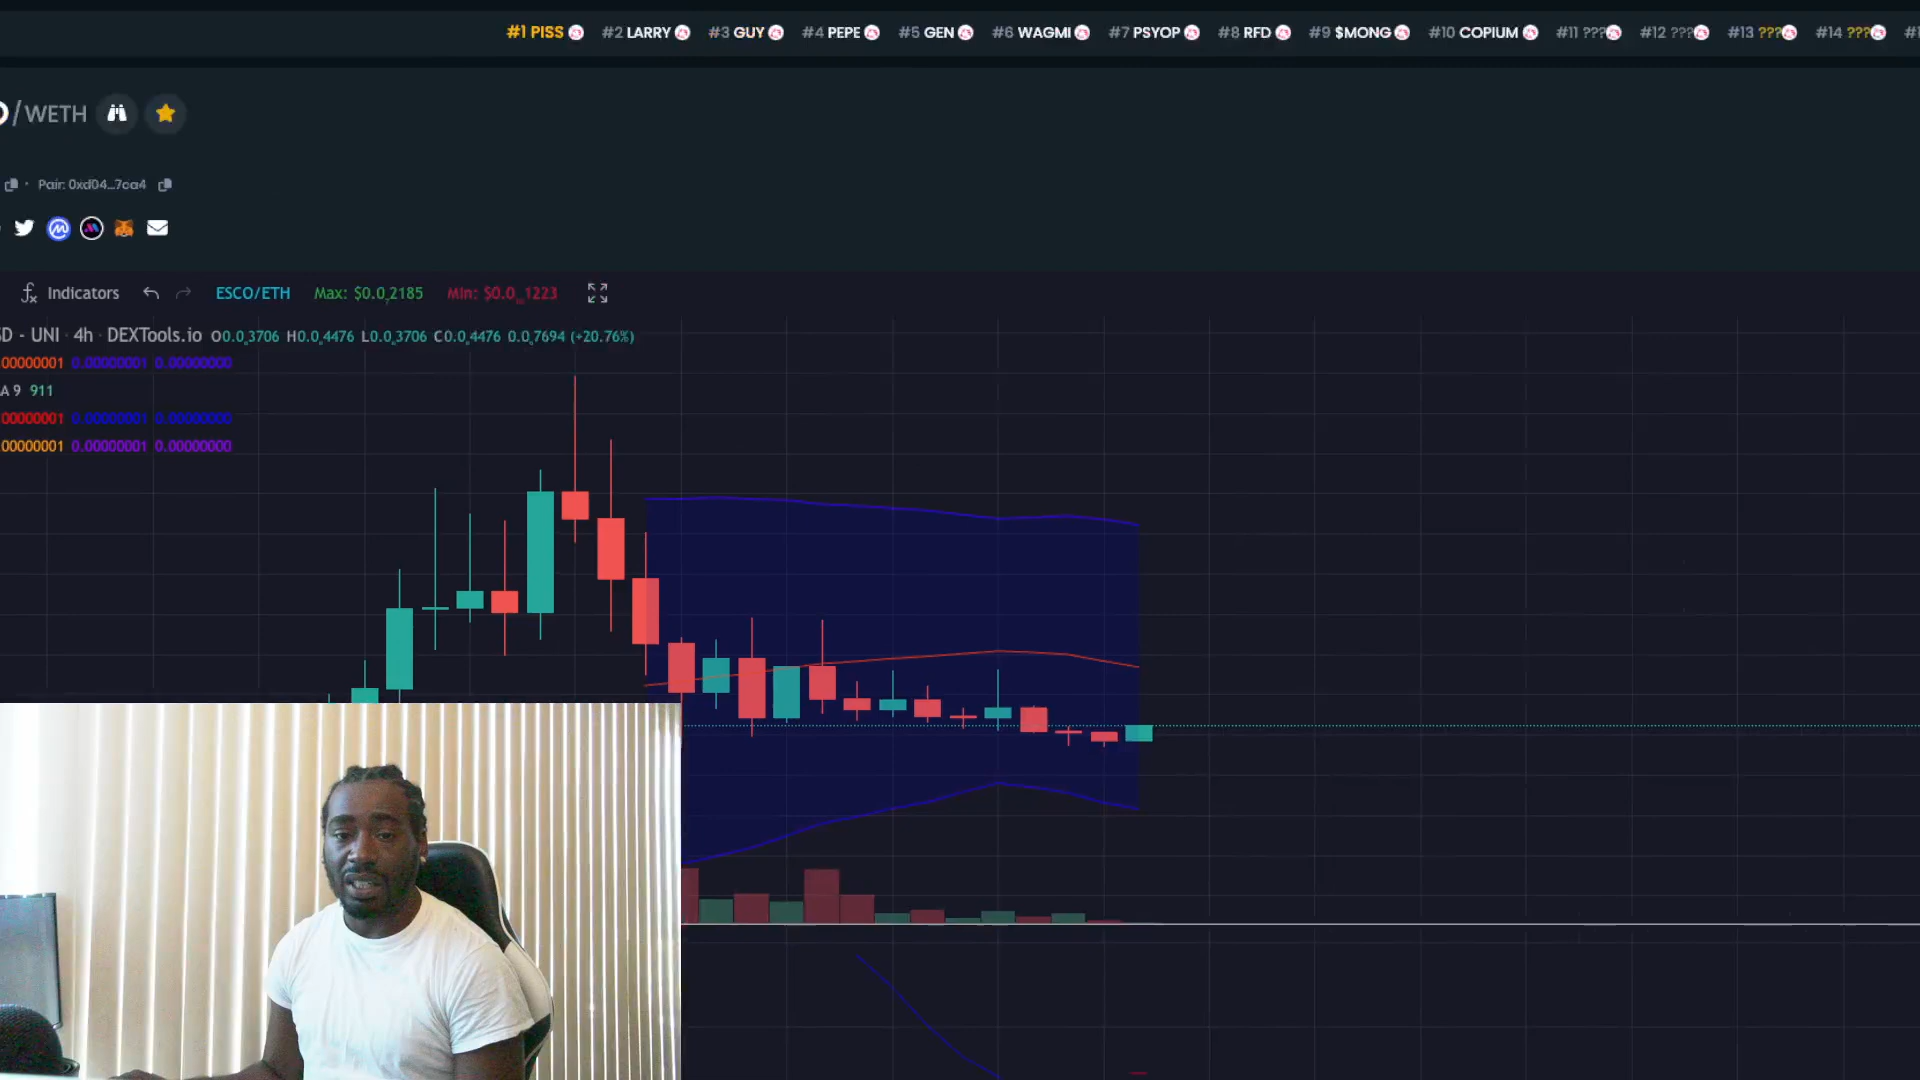 #1 PISS #2 LARRY #3 GUY #4 PEPE #5 GEN #6 WAGMI #7 PSYOP #8 RFD #9 $MONG #10 COPIUM #11 ??? #12 ??? #13 ??? #14 ???
/WETH
Pair: 0xd04...7ca4
Indicators ESCO/ETH Max: $0.0 2185 Min: $0.0 1223
D - UNI · 4h · DEXTools.io O0.0 3706 H0.0 4476 L0.0 3706 C0.0 4476 0.0 7694 (+20.76%)
00000001 0.00000001 0.00000000
A 9 911
00000001 0.00000001 0.00000000
00000001 0.00000001 0.00000000